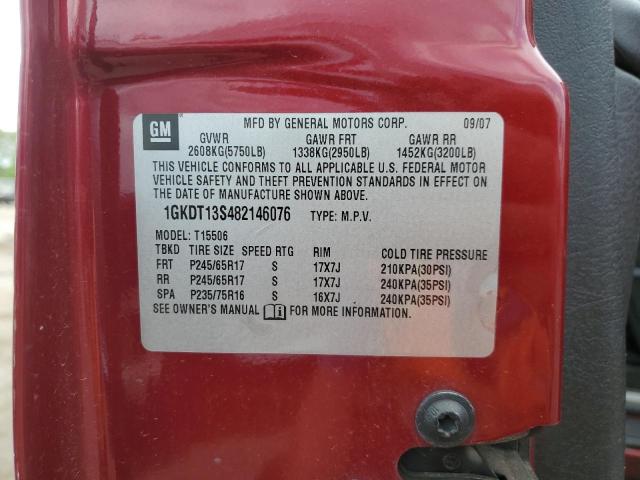 GM
MFD BY GENERAL MOTORS CORP. 09/07
GVWR GAWR FRT GAWR RR
2608KG(5750LB) 1338KG(2950LB) 1452KG(3200LB)
THIS VEHICLE CONFORMS TO ALL APPLICABLE U.S. FEDERAL MOTOR
VEHICLE SAFETY AND THEFT PREVENTION STANDARDS IN EFFECT ON
THE DATE OF MANUFACTURE SHOWN ABOVE.
1GKDT13S482146076 TYPE: M.P.V.
MODEL: T15506
TBKD TIRE SIZE SPEED RTG RIM COLD TIRE PRESSURE
FRT P245/65R17 S 17X7J 210KPA(30PSI)
RR P245/65R17 S 17X7J 240KPA(35PSI)
SPA P235/75R16 S 16X7J 240KPA(35PSI)
SEE OWNER'S MANUAL FOR MORE INFORMATION.